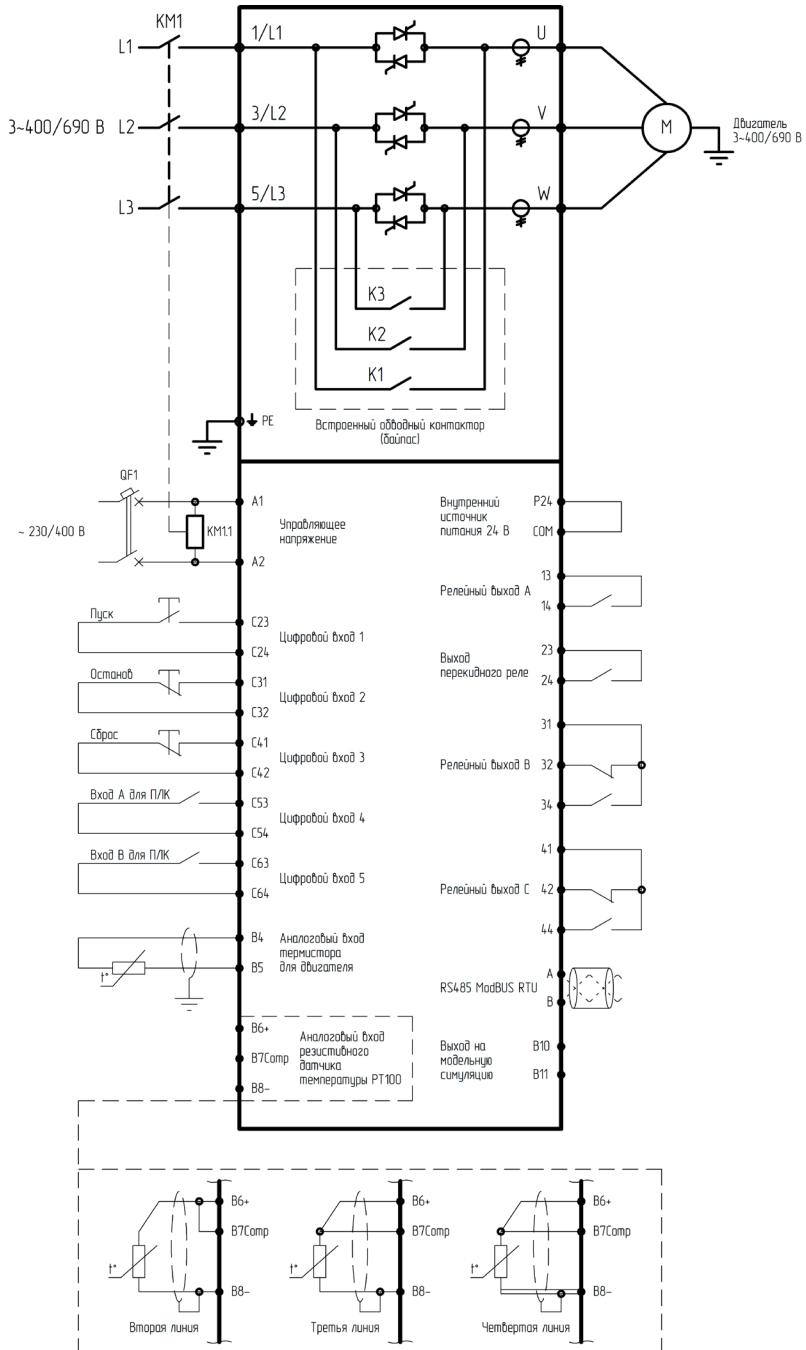 KM1
L1
1/L1
U
3~400/690 В
L2
3/L2
V
M
Двигатель
3~400/690 В
L3
5/L3
W
K3
K2
K1
PE
Встроенный обводный контактор
(байпас)
QF1
~ 230/400 В
KM1.1
A1
A2
Управляющее
напряжение
Внутренний
источник
питания 24 В
P24
COM
Релейный выход A
13
14
Пуск
C23
C24
Цифровой вход 1
Выход
перекидного реле
23
24
Останов
C31
C32
Цифровой вход 2
Сброс
C41
C42
Цифровой вход 3
31
Релейный выход B
32
34
Вход A для ПЛК
C53
C54
Цифровой вход 4
Вход B для ПЛК
C63
C64
Цифровой вход 5
41
Релейный выход C
42
44
t°
B4
B5
Аналоговый вход
термистора
для двигателя
RS485 ModBUS RTU
A
B
B6+
B7Comp
B8-
Аналоговый вход
резистивного
датчика
температуры PT100
Выход на
модельную
симуляцию
B10
B11
t°
B6+
B7Comp
B8-
Вторая линия
t°
B6+
B7Comp
B8-
Третья линия
t°
B6+
B7Comp
B8-
Четвертая линия